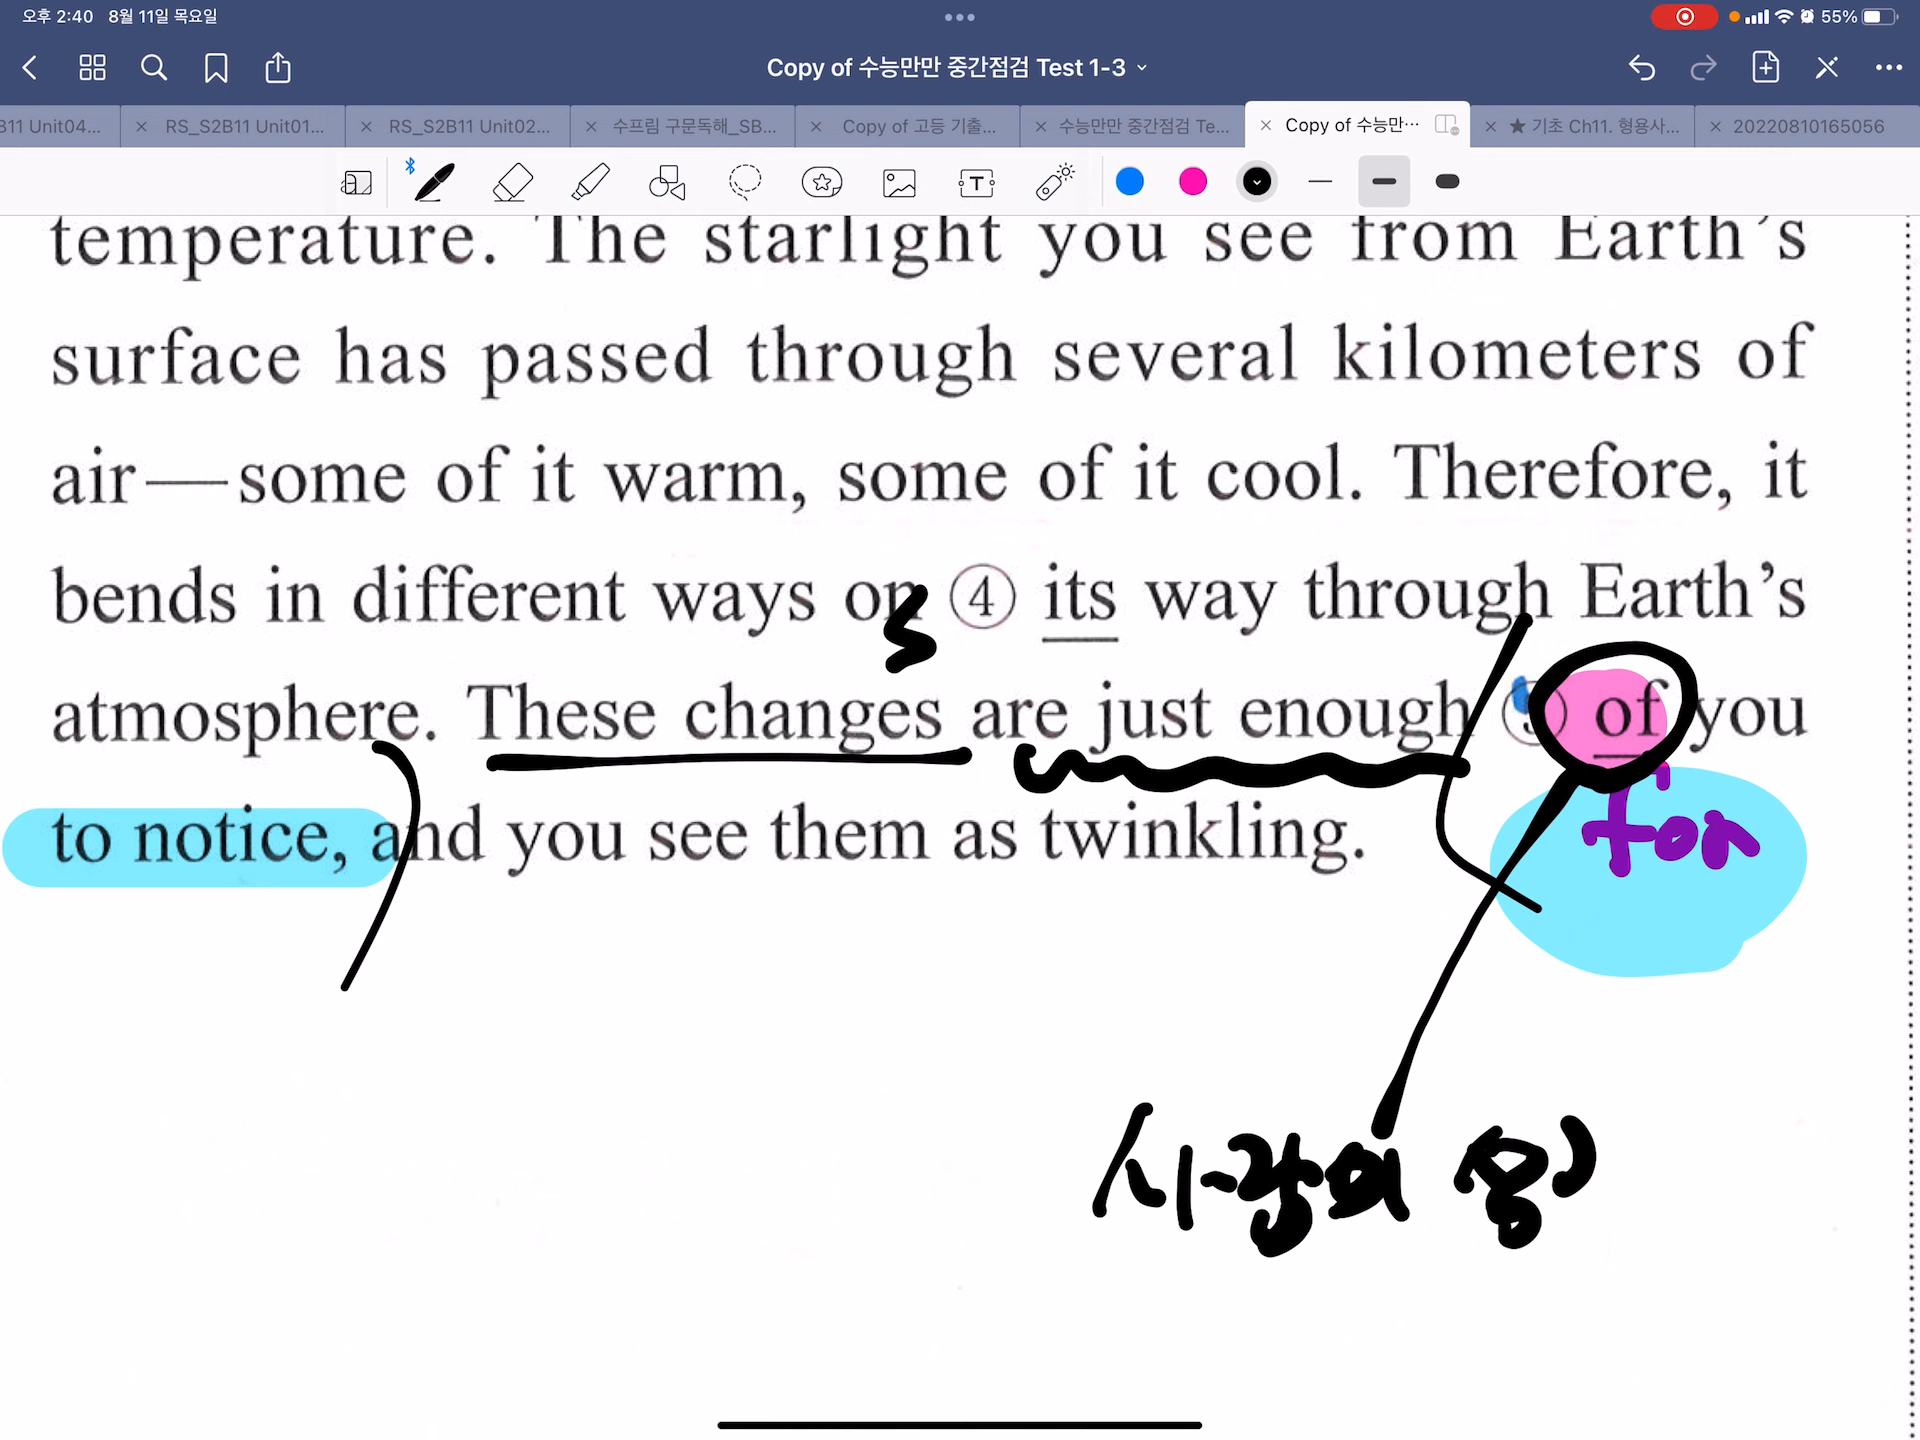 오후 2:40 8월 11일 목요일
55%
Copy of 수능만만 중간점검 Test 1-3
B11 Unit04... RS_S2B11 Unit01... RS_S2B11 Unit02... 수프림 구문독해_SB... Copy of 고등 기출... 수능만만 중간점검 Te... Copy of 수능만... ★ 기초 Ch11. 형용사... 20220810165056
temperature. The starlight you see from Earth's
surface has passed through several kilometers of
air—some of it warm, some of it cool. Therefore, it
bends in different ways on ④ its way through Earth's
atmosphere. These changes are just enough ⑤ of you
for
to notice, and you see them as twinkling.
사람의